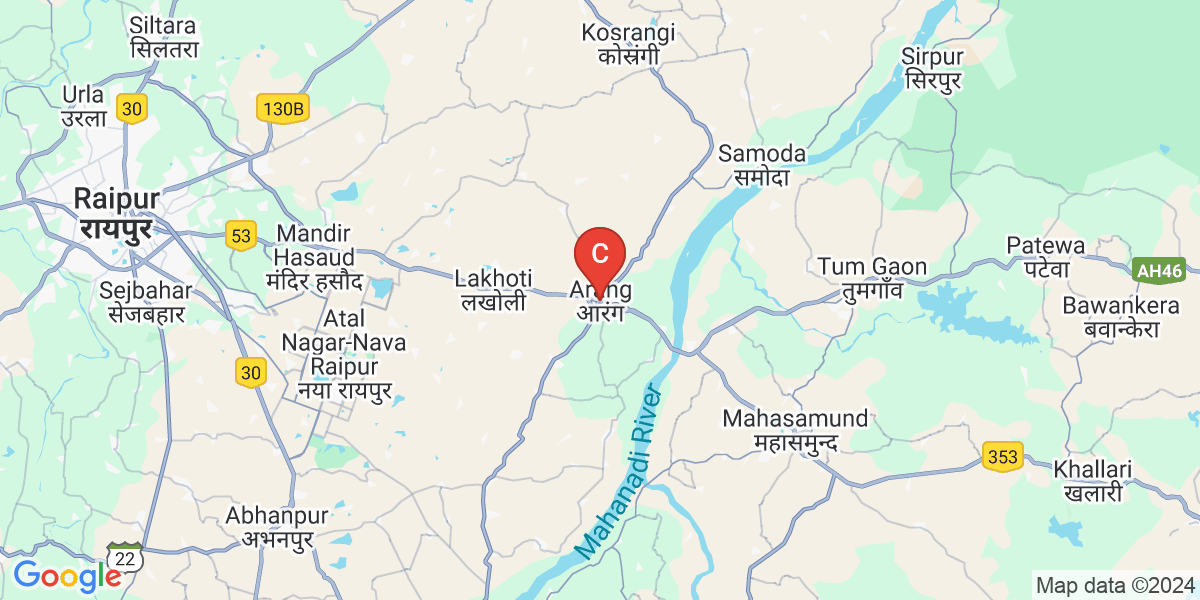 Siltara
सिलतरा
Kosrangi
कोस्रंगी
Sirpur
सिरपुर
Urla
उरला
30
130B
Samoda
समोदा
Raipur
रायपुर
53
Mandir
Hasaud
मंदिर हसौद
C
Patewa
पटेवा
Tum Gaon
तुमगाँव
AH46
Lakhoti
लखोली
Arang
आरंग
Sejbahar
सेजबहार
Bawankera
बवान्केरा
Atal
Nagar-Nava
Raipur
नया रायपुर
30
Mahanadi River
Mahasamund
महासमुन्द
353
Khallari
खलारी
Abhanpur
अभनपुर
22
Google
Map data ©2024